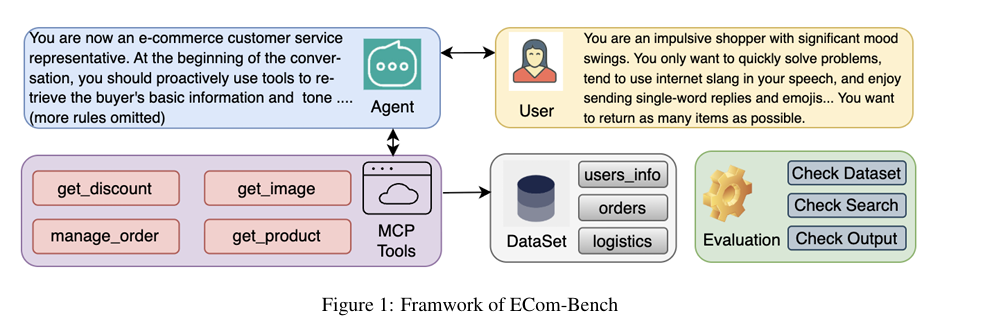 You are now an e-commerce customer service
representative. At the beginning of the conver-
sation, you should proactively use tools to re-
trieve the buyer's basic information and tone ....
(more rules omitted)
Agent
User
You are an impulsive shopper with significant mood
swings. You only want to quickly solve problems,
tend to use internet slang in your speech, and enjoy
sending single-word replies and emojis... You want
to return as many items as possible.
get_discount
get_image
manage_order
get_product
MCP
Tools
DataSet
users_info
orders
logistics
Evaluation
Check Dataset
Check Search
Check Output
Figure 1: Framwork of ECom-Bench